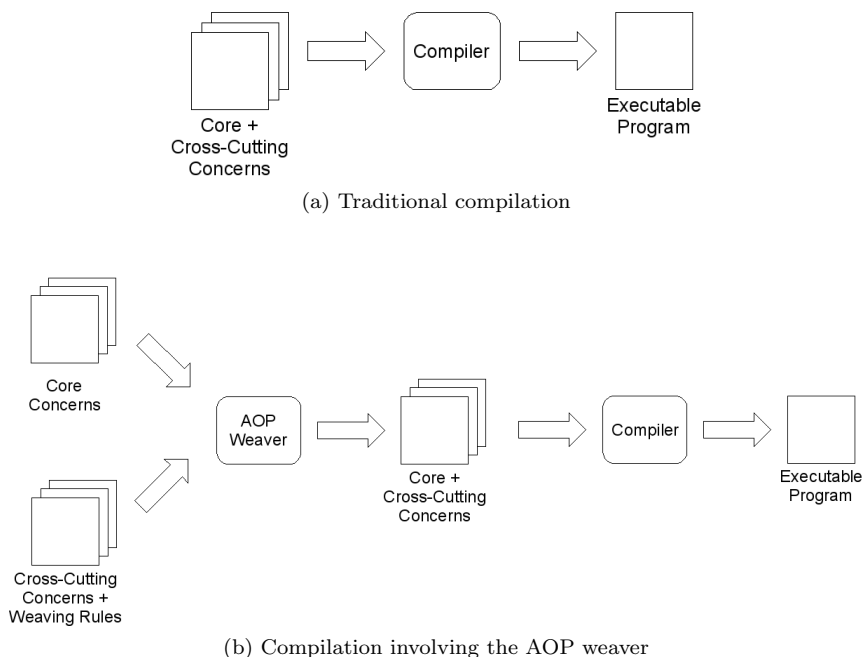 Compiler
Core +
Cross-Cutting
Concerns
Executable
Program
(a) Traditional compilation
Core
Concerns
AOP
Weaver
Compiler
Core +
Cross-Cutting
Concerns
Executable
Program
Cross-Cutting
Concerns +
Weaving Rules
(b) Compilation involving the AOP weaver